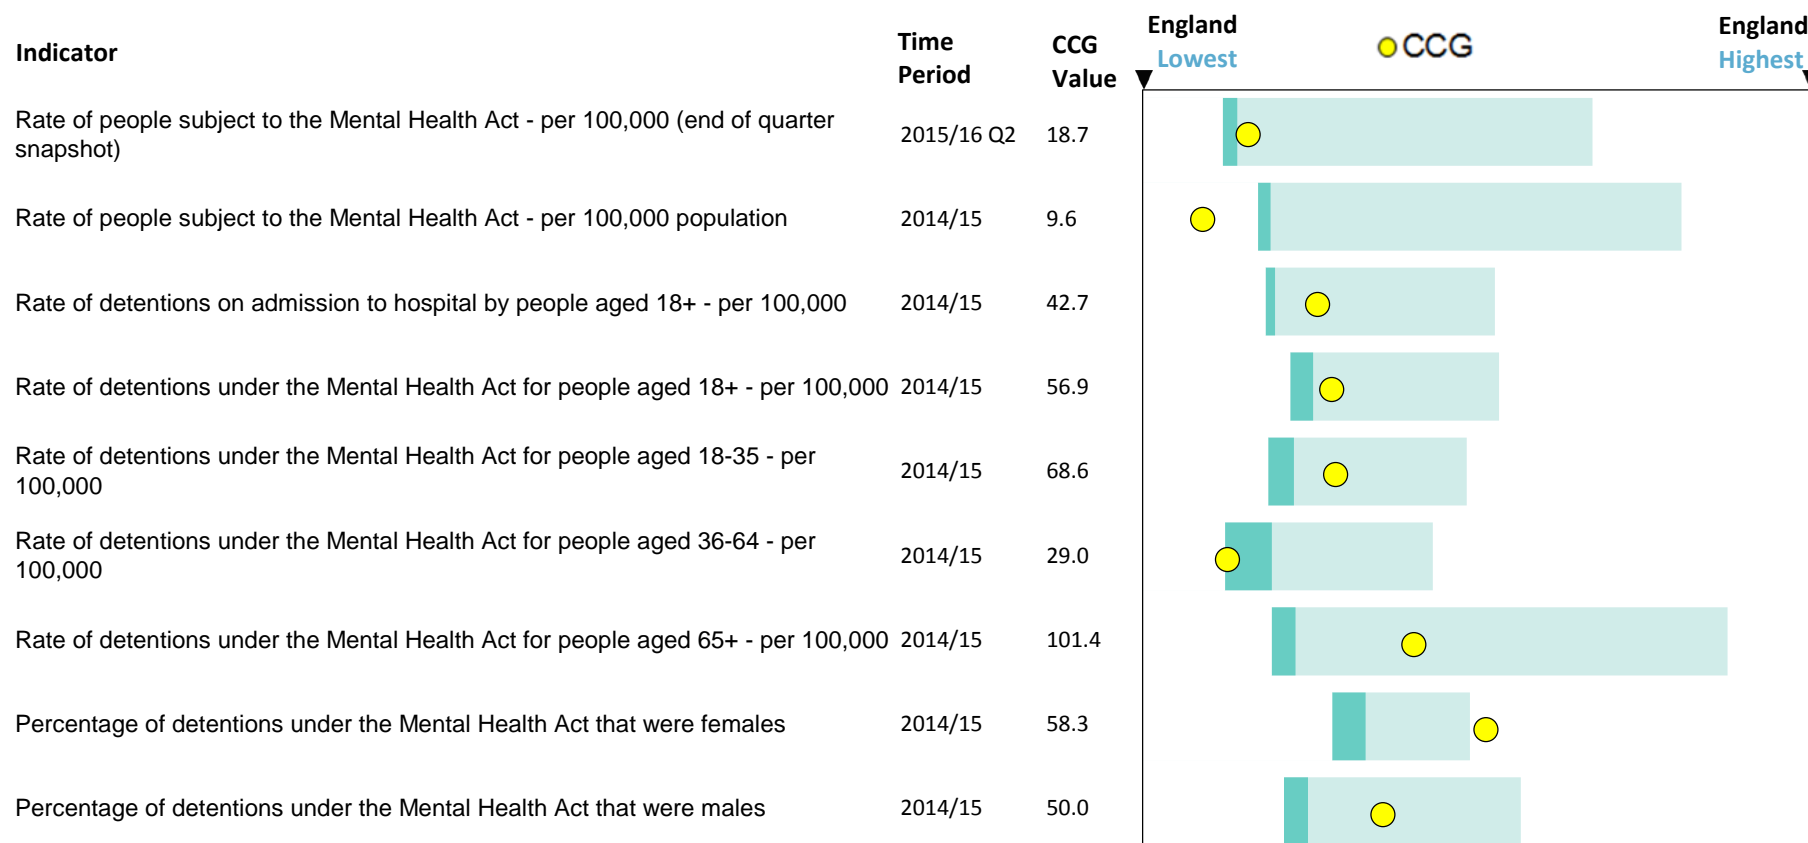 Indicator
Time Period
CCG Value
England Lowest
CCG
England Highest
Rate of people subject to the Mental Health Act - per 100,000 (end of quarter
snapshot)
2015/16 Q2
18.7
Rate of people subject to the Mental Health Act - per 100,000 population
2014/15
9.6
Rate of detentions on admission to hospital by people aged 18+ - per 100,000
2014/15
42.7
Rate of detentions under the Mental Health Act for people aged 18+ - per 100,000
2014/15
56.9
Rate of detentions under the Mental Health Act for people aged 18-35 - per
100,000
2014/15
68.6
Rate of detentions under the Mental Health Act for people aged 36-64 - per
100,000
2014/15
29.0
Rate of detentions under the Mental Health Act for people aged 65+ - per 100,000
2014/15
101.4
Percentage of detentions under the Mental Health Act that were females
2014/15
58.3
Percentage of detentions under the Mental Health Act that were males
2014/15
50.0